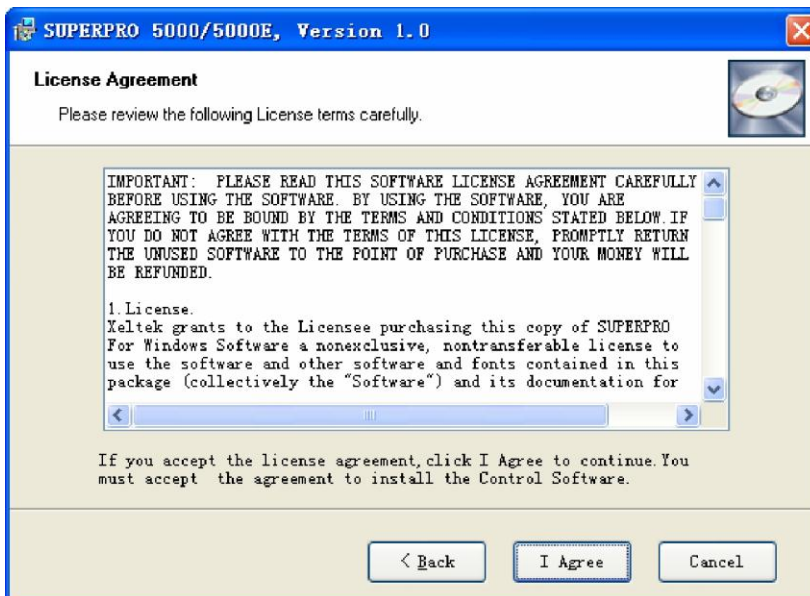 SUPERPRO 5000/5000E, Version 1.0
License Agreement
Please review the following License terms carefully.
IMPORTANT:  PLEASE READ THIS SOFTWARE LICENSE AGREEMENT CAREFULLY
BEFORE USING THE SOFTWARE. BY USING THE SOFTWARE, YOU ARE
AGREEING TO BE BOUND BY THE TERMS AND CONDITIONS STATED BELOW.IF
YOU DO NOT AGREE WITH THE TERMS OF THIS LICENSE, PROMPTLY RETURN
THE UNUSED SOFTWARE TO THE POINT OF PURCHASE AND YOUR MONEY WILL
BE REFUNDED.
1.License.
Xeltek grants to the Licensee purchasing this copy of SUPERPRO
For Windows Software a nonexclusive, nontransferable license to
use the software and other software and fonts contained in this
package (collectively the "Software") and its documentation for
If you accept the license agreement,click I Agree to continue.You
must accept  the agreement to install the Control Software.
< Back
I Agree
Cancel